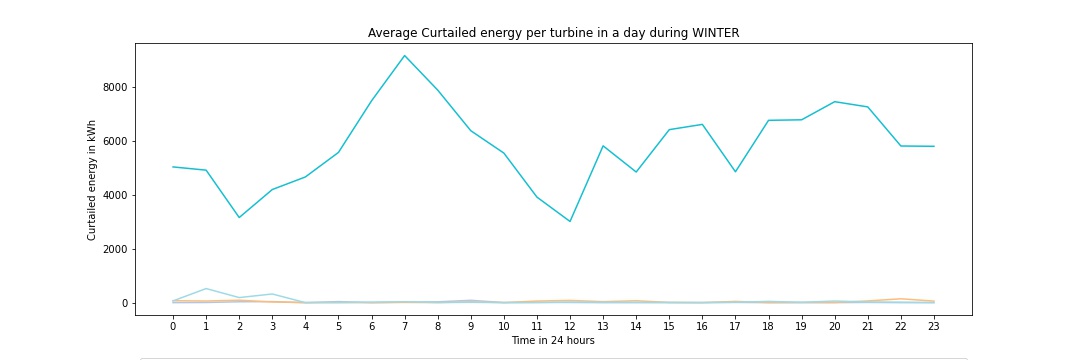 Average Curtailed energy per turbine in a day during WINTER
Curtailed energy in kWh
8000
6000
4000
2000
0
0 1 2 3 4 5 6 7 8 9 10 11 12 13 14 15 16 17 18 19 20 21 22 23
Time in 24 hours